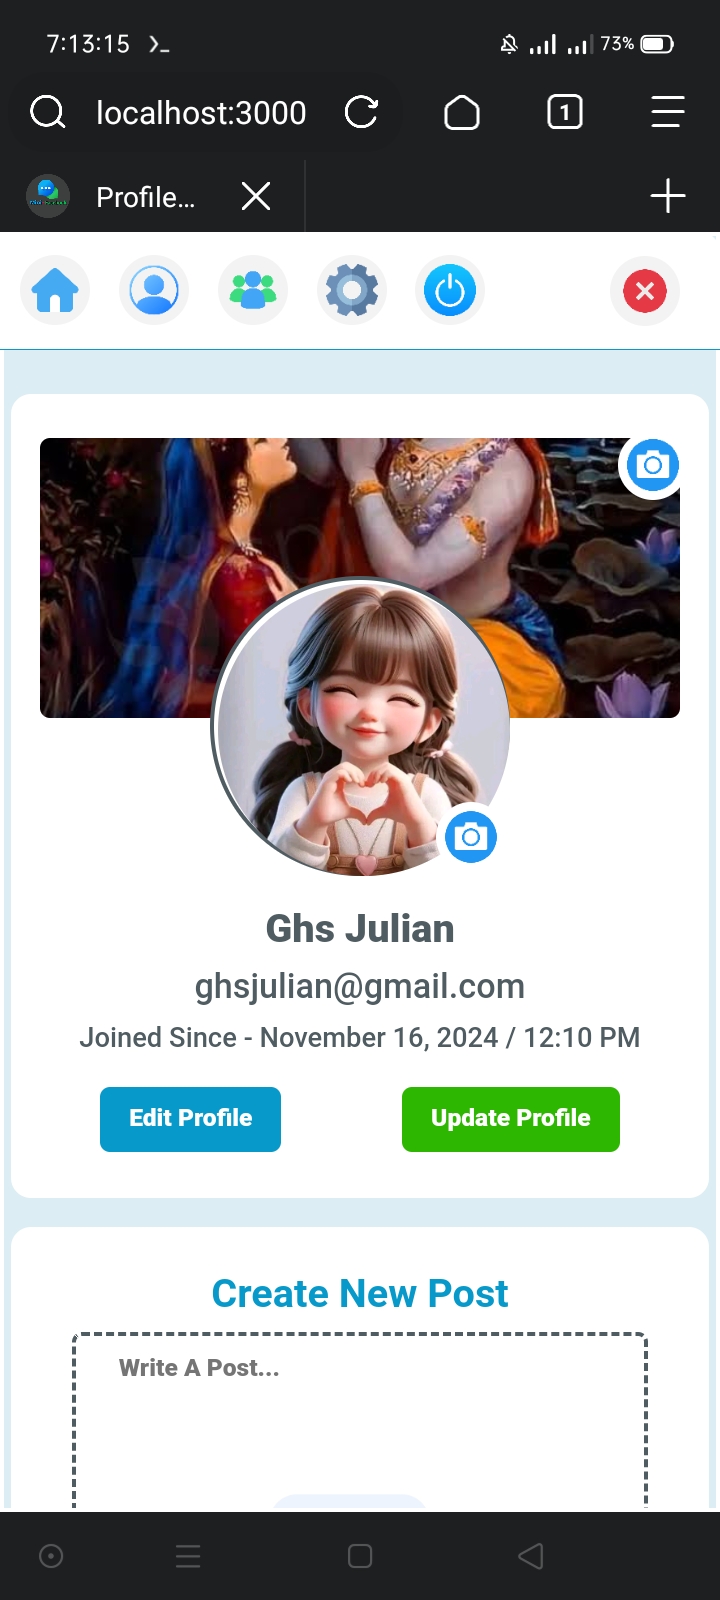 7:13:15
73%
localhost:3000
1
Profile...
Ghs Julian
ghsjulian@gmail.com
Joined Since - November 16, 2024 / 12:10 PM
Edit Profile
Update Profile
Create New Post
Write A Post...